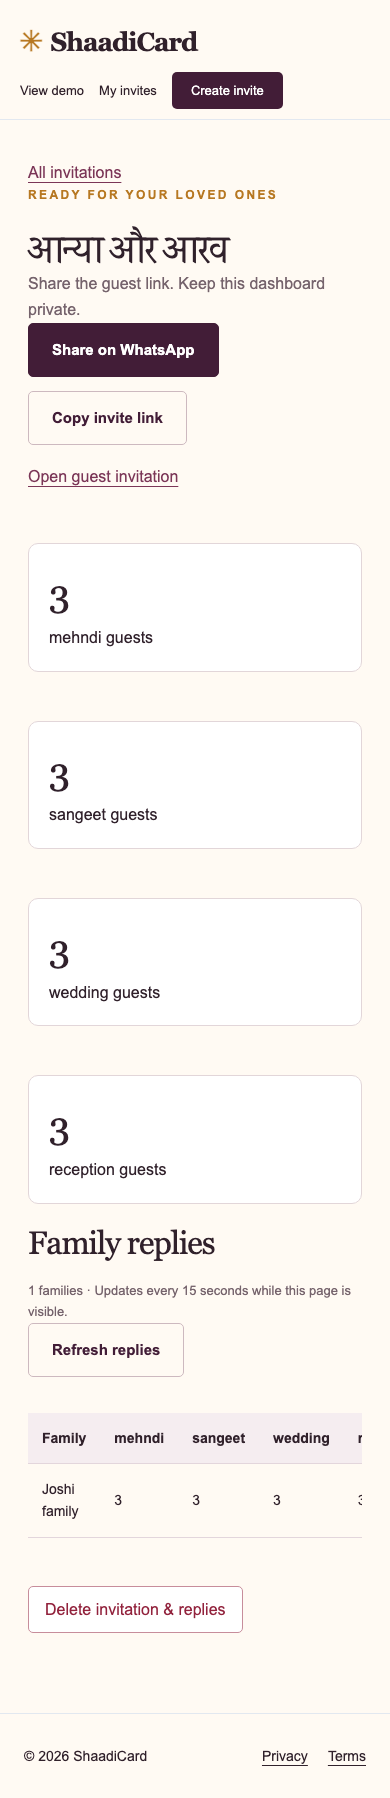 ShaadiCard
View demo My invites Create invite
All invitations
READY FOR YOUR LOVED ONES
आन्या और आरव
Share the guest link. Keep this dashboard
private.
Share on WhatsApp
Copy invite link
Open guest invitation
3
mehndi guests
3
sangeet guests
3
wedding guests
3
reception guests
Family replies
1 families · Updates every 15 seconds while this page is
visible.
Refresh replies
Family mehndi sangeet wedding
Joshi
family
3 3 3
Delete invitation & replies
© 2026 ShaadiCard Privacy Terms